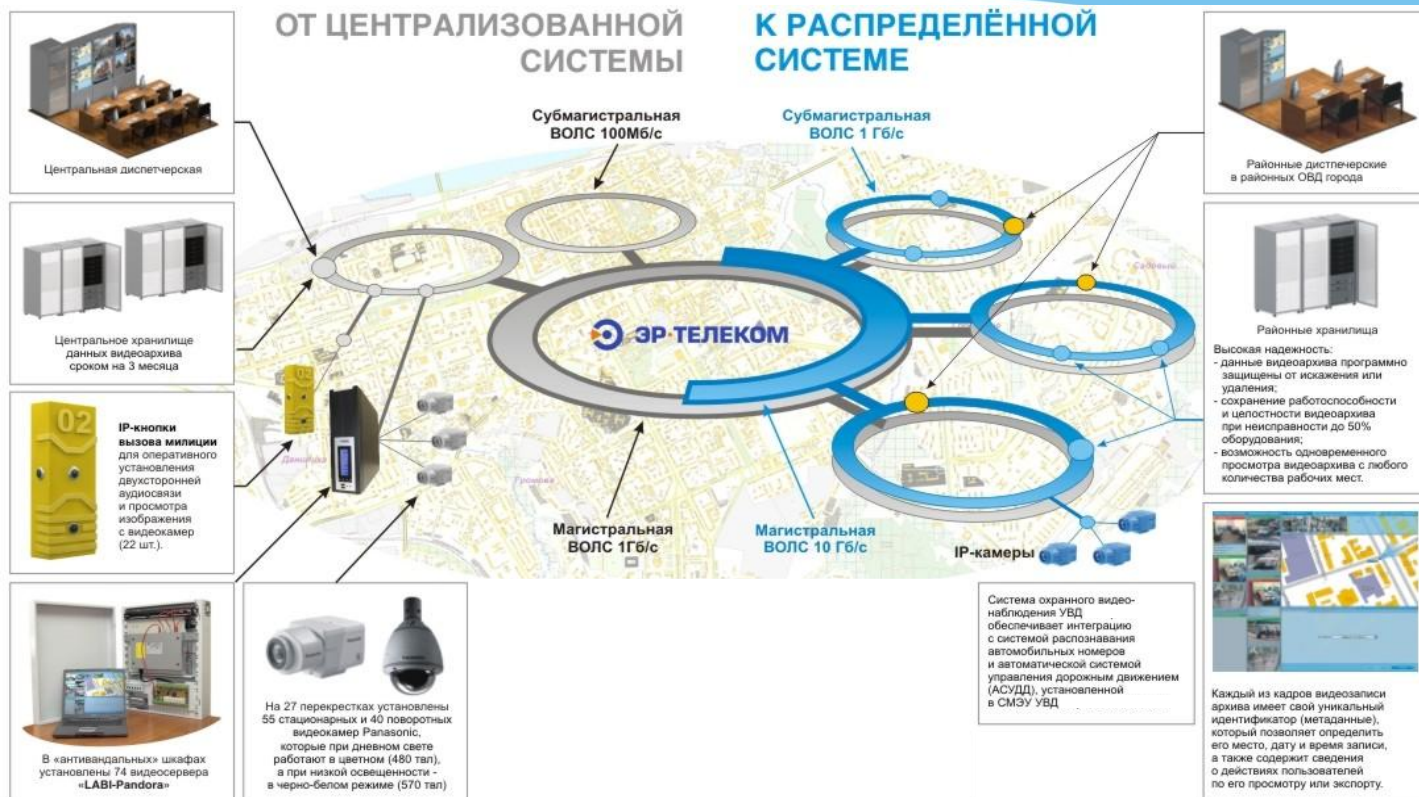 ОТ ЦЕНТРАЛИЗОВАННОЙ
СИСТЕМЫ
К РАСПРЕДЕЛЁННОЙ
СИСТЕМЕ
Центральная диспетчерская
Центральное хранилище
данных видеоархива
сроком на 3 месяца
02
IP-кнопки
вызова милиции
для оперативного
установления
двухсторонней
аудиосвязи
и просмотра
изображения
с видеокамер
(22 шт.).
В «антивандальных» шкафах
установлены 74 видеосервера
«LABI-Pandora»
На 27 перекрестках установлены
55 стационарных и 40 поворотных
видеокамер Panasonic,
которые при дневном свете
работают в цветном (480 твл),
а при низкой освещенности -
в черно-белом режиме (570 твл)
Субмагистральная
ВОЛС 100Мб/с
Субмагистральная
ВОЛС 1 Гб/с
ЭР·ТЕЛЕКОМ
02
Данилиха
Громова
Садовый
Магистральная
ВОЛС 1Гб/с
Магистральная
ВОЛС 10 Гб/с
IP-камеры
Система охранного видео-
наблюдения УВД
обеспечивает интеграцию
с системой распознавания
автомобильных номеров
и автоматической системой
управления дорожным движением
(АСУДД), установленной
в СМЭУ УВД
Районные дистпечерские
в районных ОВД города
Районные хранилища
Высокая надежность:
- данные видеоархива программно
защищены от искажения или
удаления;
- сохранение работоспособности
и целостности видеоархива
при неисправности до 50%
оборудования;
- возможность одновременного
просмотра видеоархива с любого
количества рабочих мест.
Каждый из кадров видеозаписи
архива имеет свой уникальный
идентификатор (метаданные),
который позволяет определить
его место, дату и время записи,
а также содержит сведения
о действиях пользователей
по его просмотру или экспорту.